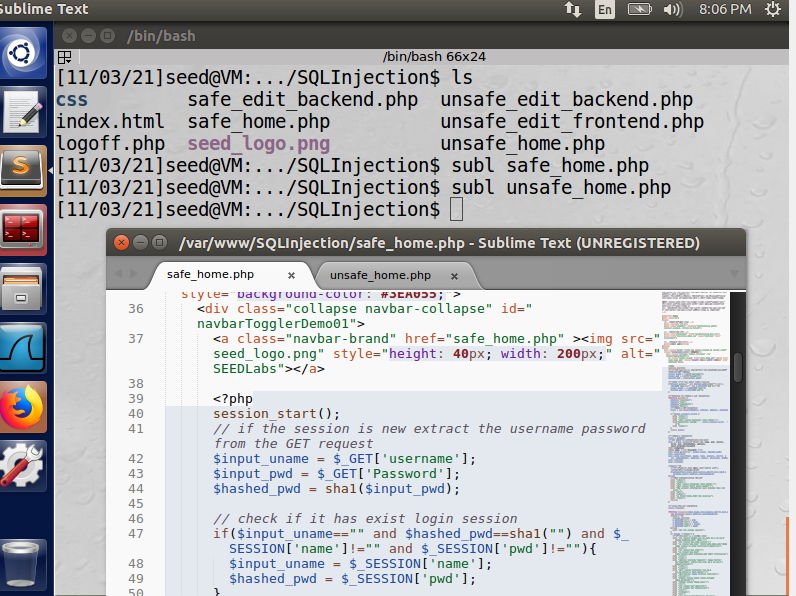 Sublime Text
En
8:06 PM
/bin/bash
/bin/bash 66x24
[11/03/21]seed@VM:.../SQLInjection$ ls
css safe_edit_backend.php unsafe_edit_backend.php
index.html safe_home.php unsafe_edit_frontend.php
logoff.php seed_logo.png unsafe_home.php
[11/03/21]seed@VM:.../SQLInjection$ subl safe_home.php
[11/03/21]seed@VM:.../SQLInjection$ subl unsafe_home.php
[11/03/21]seed@VM:.../SQLInjection$
/var/www/SQLInjection/safe_home.php - Sublime Text (UNREGISTERED)
safe_home.php × unsafe_home.php ×
style="background-color: #3EA055;">
36 <div class="collapse navbar-collapse" id="
navbarTogglerDemo01">
37 <a class="navbar-brand" href="safe_home.php" ><img src="
seed_logo.png" style="height: 40px; width: 200px;" alt="
SEEDLabs"></a>
38
39 <?php
40 session_start();
41 // if the session is new extract the username password
from the GET request
42 $input_uname = $_GET['username'];
43 $input_pwd = $_GET['Password'];
44 $hashed_pwd = sha1($input_pwd);
45
46 // check if it has exist login session
47 if($input_uname=="" and $hashed_pwd==sha1("") and $_
SESSION['name']!="" and $_SESSION['pwd']!=""){
48 $input_uname = $_SESSION['name'];
49 $hashed_pwd = $_SESSION['pwd'];
50 }